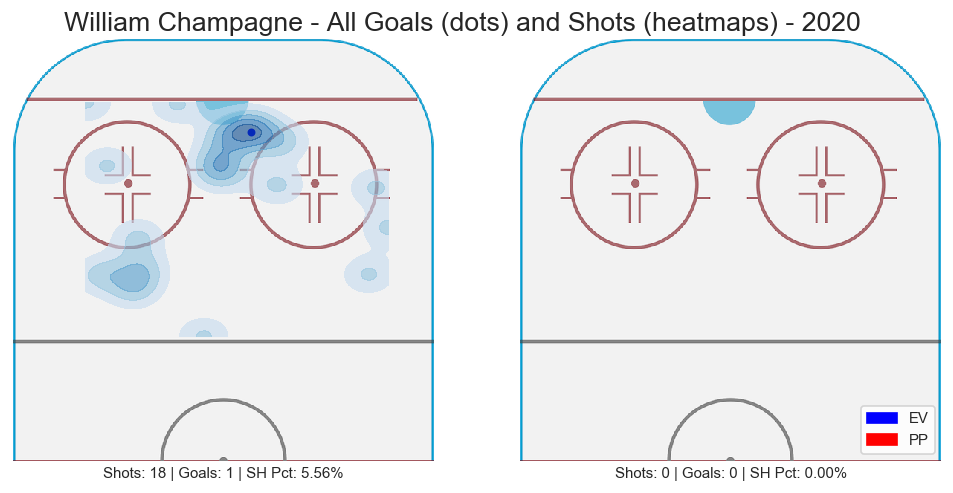 William Champagne - All Goals (dots) and Shots (heatmaps) - 2020
EV
PP
Shots: 18 | Goals: 1 | SH Pct: 5.56%
Shots: 0 | Goals: 0 | SH Pct: 0.00%